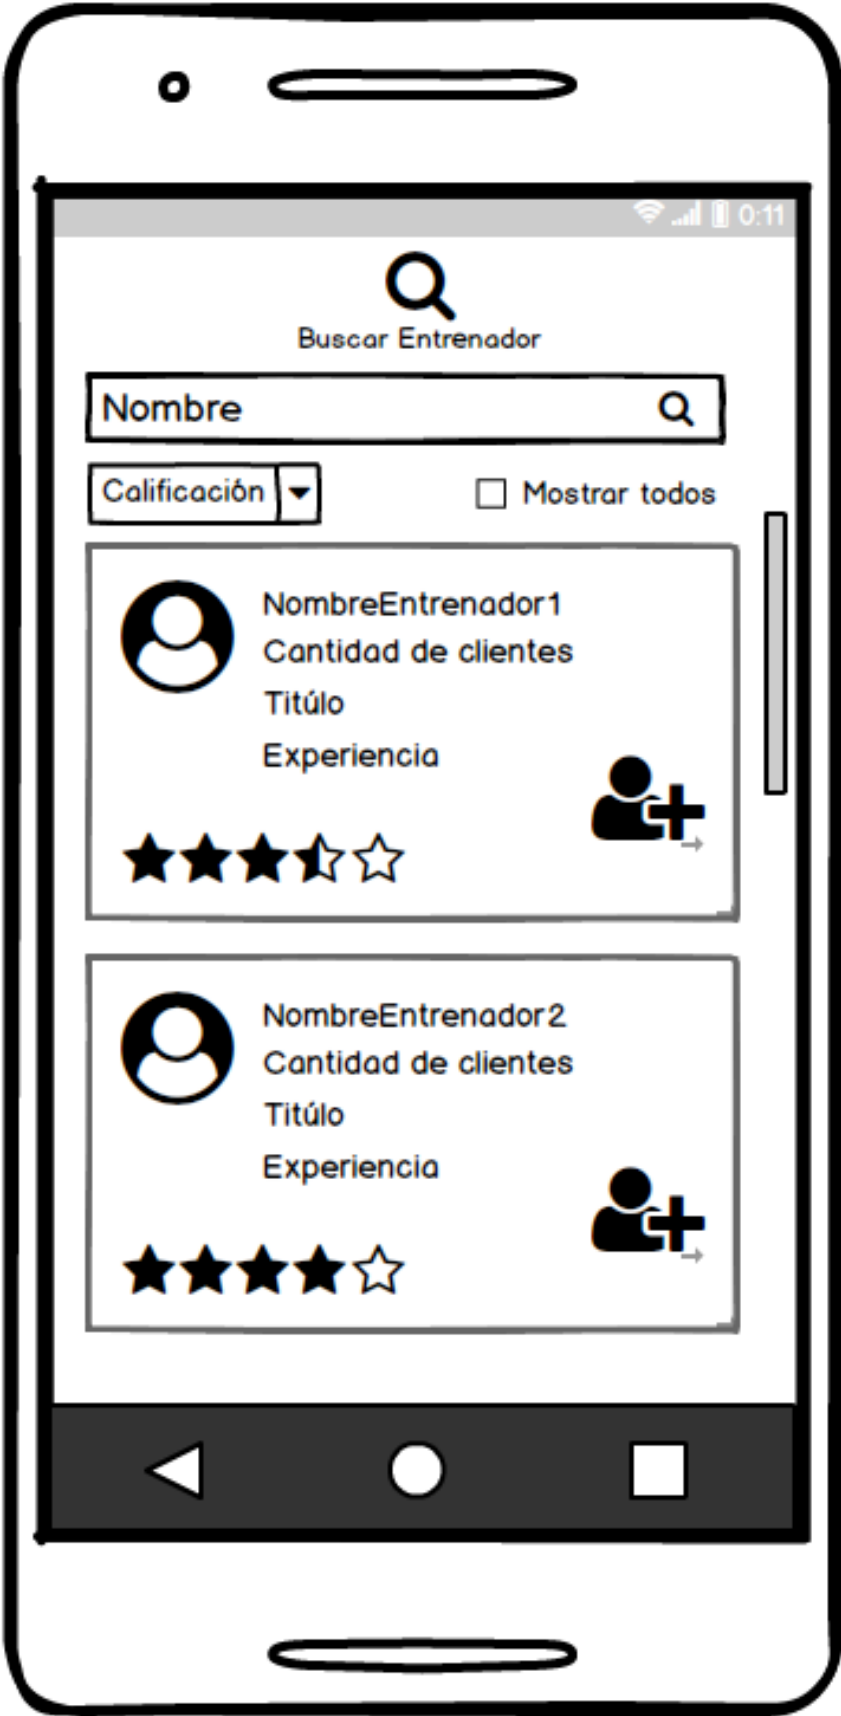 0:11
Buscar Entrenador
Nombre
Calificación
Mostrar todos
NombreEntrenador1
Cantidad de clientes
Titúlo
Experiencia
NombreEntrenador2
Cantidad de clientes
Titúlo
Experiencia